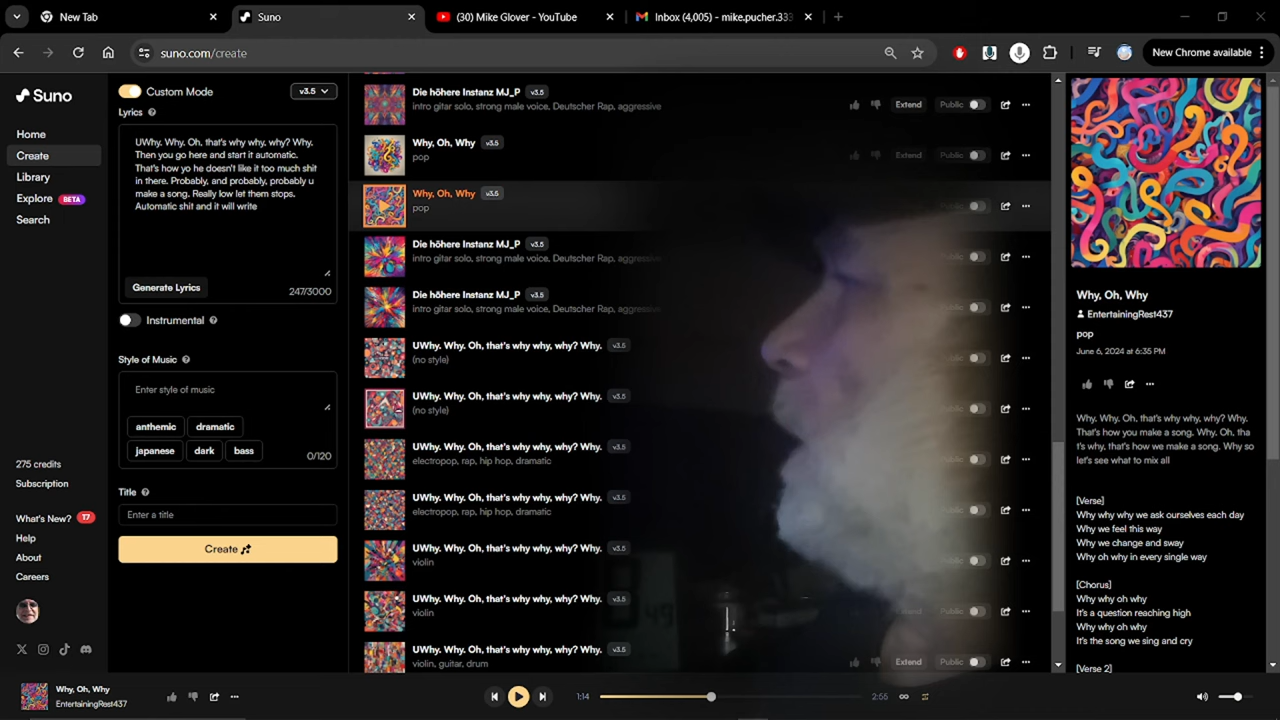 New Tab
Suno
(30) Mike Glover - YouTube
Inbox (4,005) - mike.pucher.333
suno.com/create
New Chrome available
Suno
Home
Create
Library
Explore BETA
Search
275 credits
Subscription
What's New? 17
Help
About
Careers
Custom Mode
v3.5
Lyrics
UWhy. Why. Oh, that's why why, why? Why.
Then you go here and start it automatic.
That's how yo he doesn't like it too much shit
in there. Probably, and probably, probably u
make a song. Really low let them stops.
Automatic shit and it will write
Generate Lyrics
247/3000
Instrumental
Style of Music
Enter style of music
anthemic
dramatic
japanese
dark
bass
0/120
Title
Enter a title
Create
Die höhere Instanz MJ_P v3.5
intro gitar solo, strong male voice, Deutscher Rap, aggressive
Extend
Public
Why, Oh, Why v3.5
pop
Extend
Public
Why, Oh, Why v3.5
pop
Public
Die höhere Instanz MJ_P v3.5
intro gitar solo, strong male voice, Deutscher Rap, aggressive
Public
Die höhere Instanz MJ_P v3.5
intro gitar solo, strong male voice, Deutscher Rap, aggressive
Public
UWhy. Why. Oh, that's why why, why? Why. v3.5
(no style)
Public
UWhy. Why. Oh, that's why why, why? Why. v3.5
(no style)
Public
UWhy. Why. Oh, that's why why, why? Why. v3.5
electropop, rap, hip hop, dramatic
Public
UWhy. Why. Oh, that's why why, why? Why. v3.5
electropop, rap, hip hop, dramatic
Public
UWhy. Why. Oh, that's why why, why? Why. v3.5
violin
Public
UWhy. Why. Oh, that's why why, why? Why. v3.5
violin
Extend
Public
UWhy. Why. Oh, that's why why, why? Why. v3.5
violin, guitar, drum
Extend
Public
Why, Oh, Why
EntertainingRest437
pop
June 6, 2024 at 6:35 PM
Why. Why. Oh, that's why why, why? Why.
That's how you make a song. Why. Oh, tha
t's why, that's how we make a song. Why so
let's see what to mix all
[Verse]
Why why why we ask ourselves each day
Why we feel this way
Why we change and sway
Why oh why in every single way
[Chorus]
Why why oh why
It's a question reaching high
Why why oh why
It's the song we sing and cry
[Verse 2]
Why, Oh, Why
EntertainingRest437
1:14
2:55